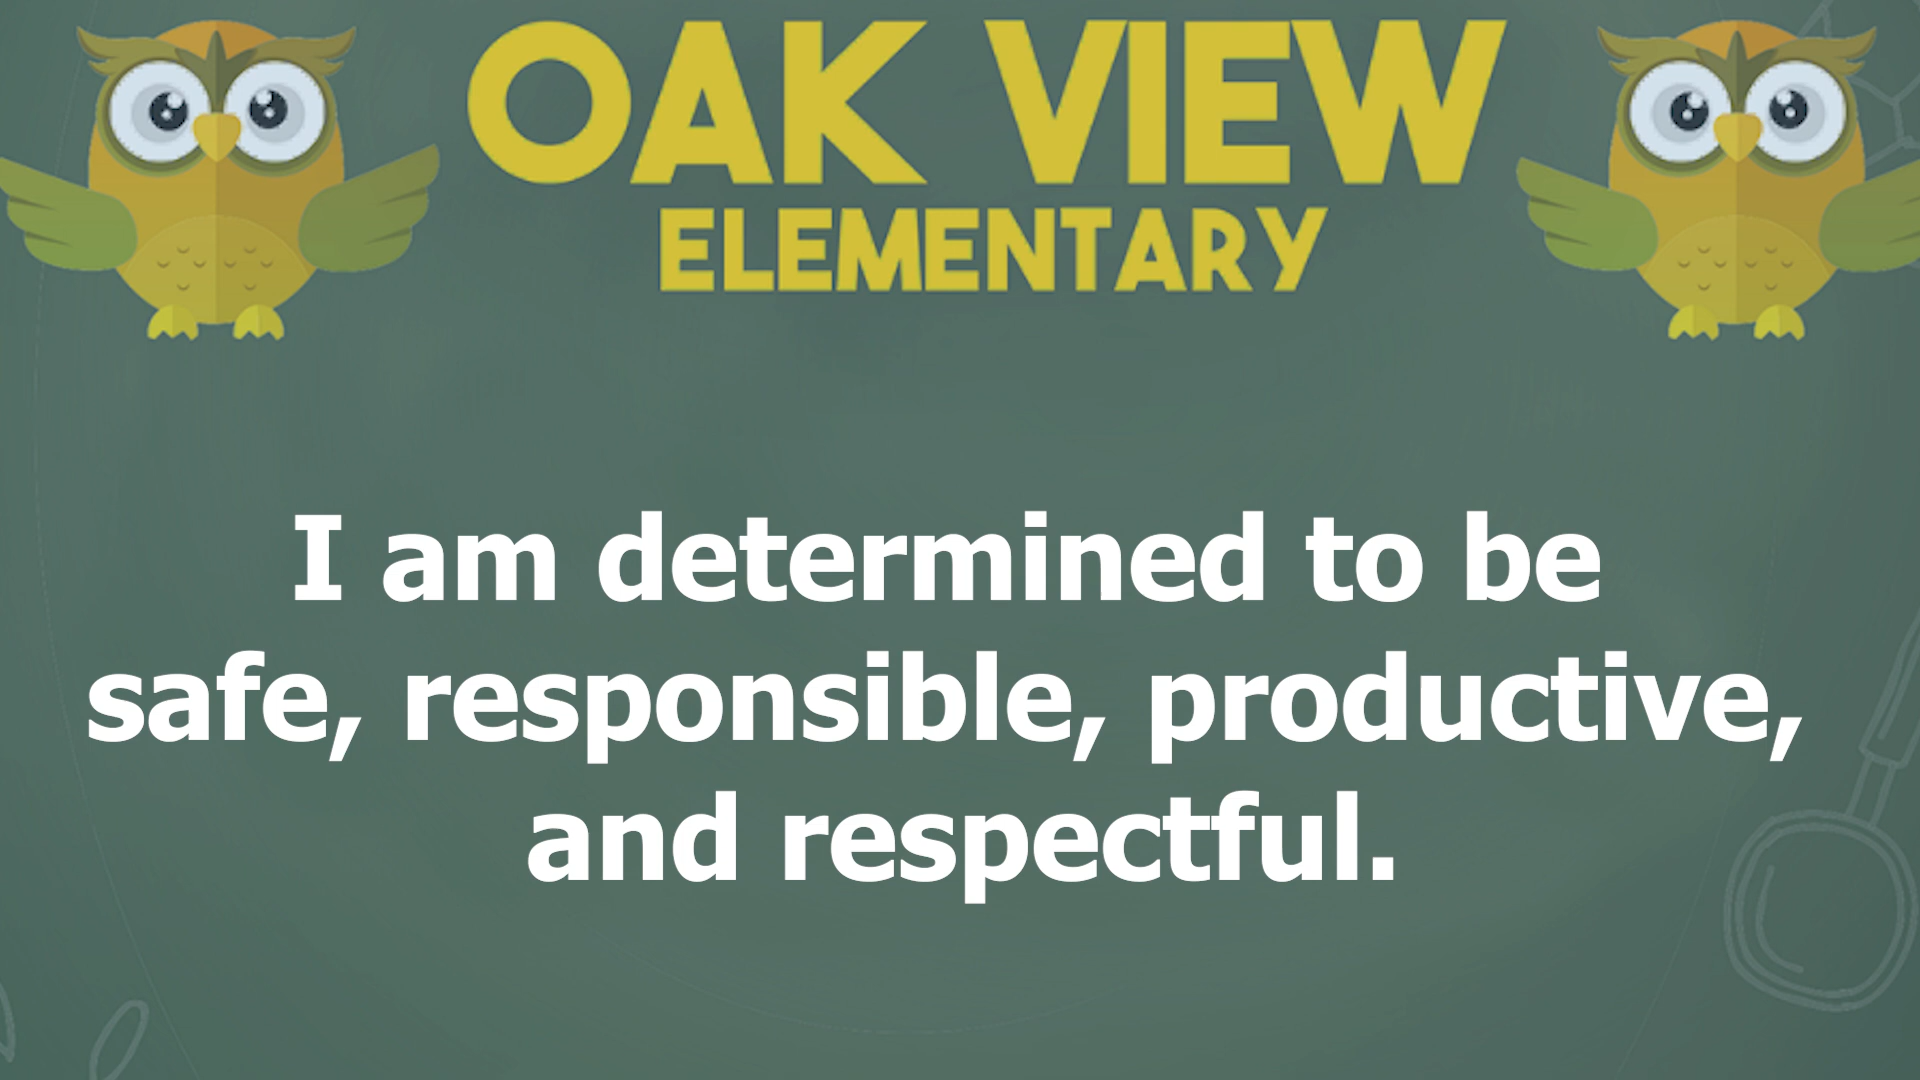 OAK VIEW
ELEMENTARY
I am determined to be
safe, responsible, productive,
and respectful.